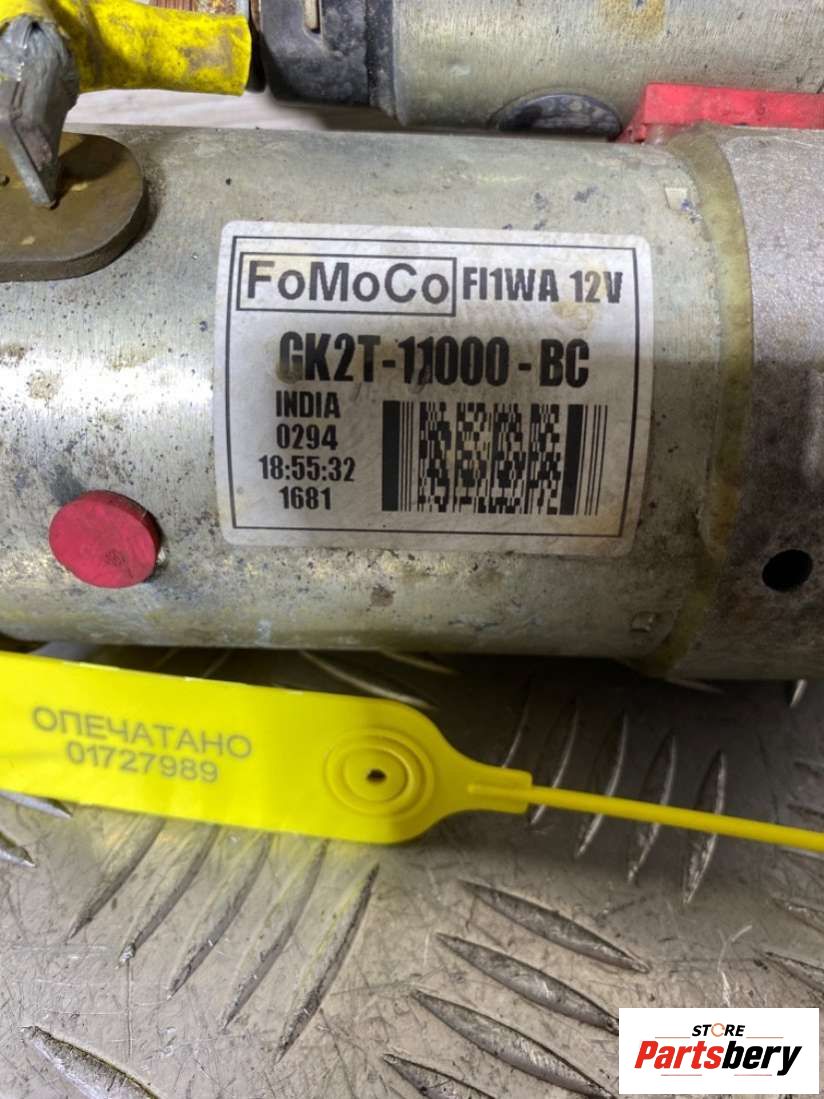 FoMoCo FI1WA 12V
GK2T-11000-BC
INDIA
0294
18:55:32
1681
ОПЕЧАТАНО
01727989
STORE
Partsbery